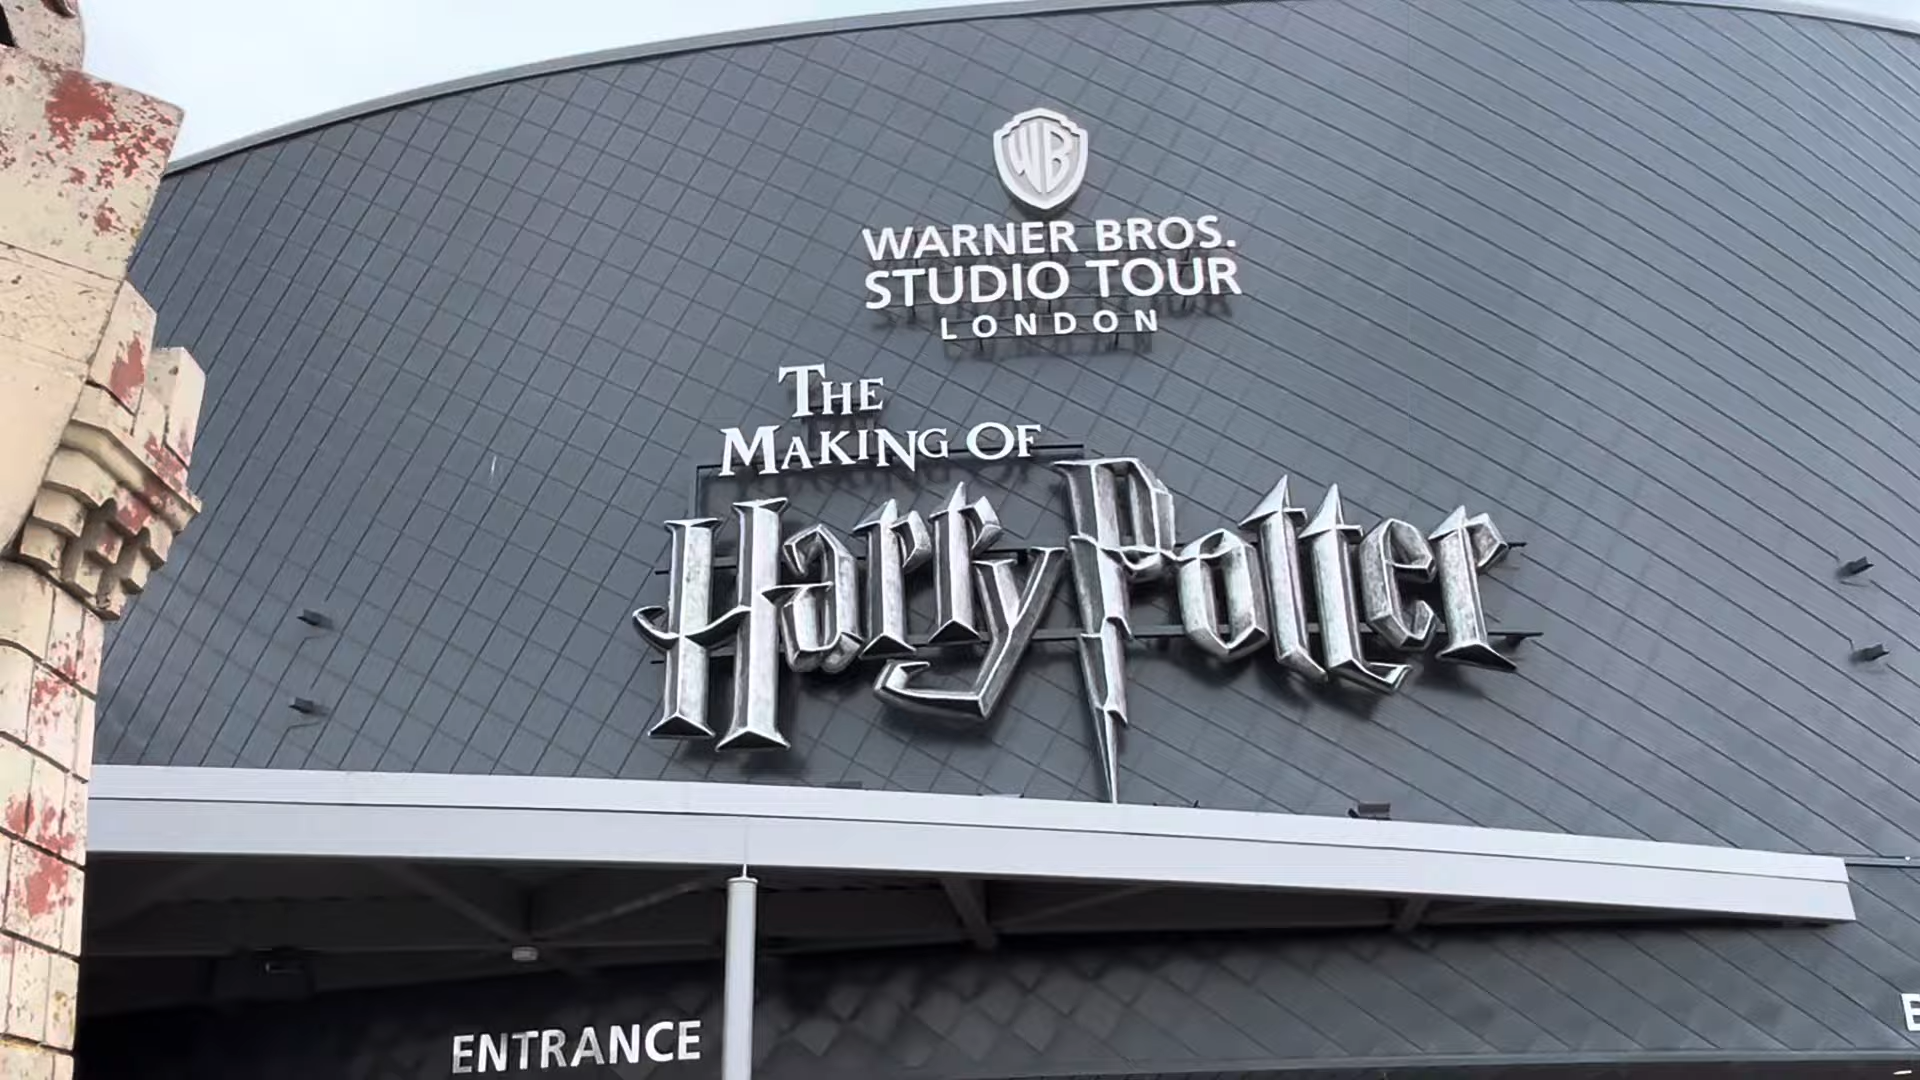 WB
WARNER BROS.
STUDIO TOUR
LONDON
THE
MAKING OF
Harry Potter
ENTRANCE